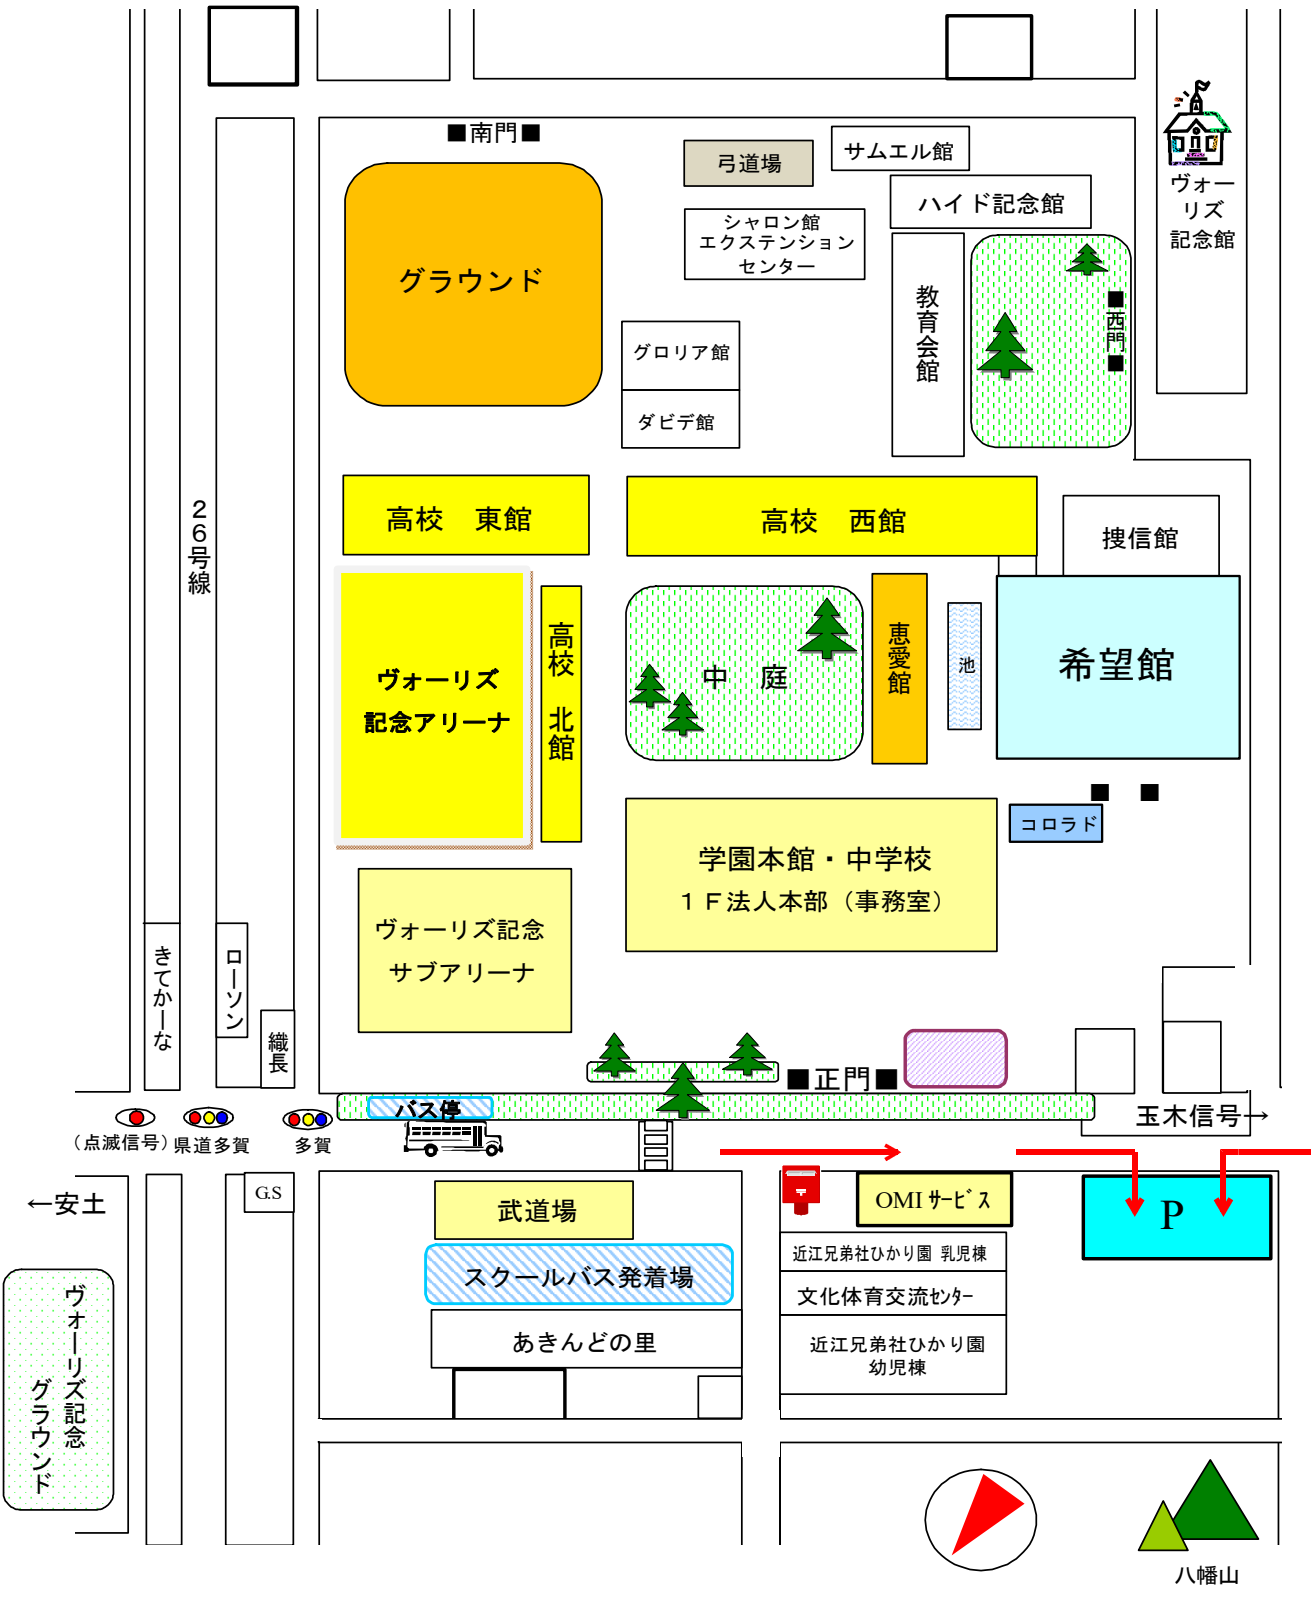 ■南門■
弓道場
サムエル館
ハイド記念館
シャロン館
エクステンション
センター
ヴォー
リズ
記念館
グラウンド
教育会館
■西門■
グロリア館
ダビデ館
26号線
高校　東館
高校　西館
捜信館
ヴォーリズ
記念アリーナ
高校　北館
中　庭
恵愛館
池
希望館
■　■
コロラド
学園本館・中学校
1F法人本部（事務室）
ヴォーリズ記念
サブアリーナ
きてかーな
ローソン
織長
■正門■
バス停
玉木信号→
（点滅信号）
県道多賀
多賀
←安土
G.S
武道場
OMI ｻｰﾋﾞｽ
P
スクールバス発着場
近江兄弟社ひかり園 乳児棟
文化体育交流ｾﾝﾀｰ
あきんどの里
近江兄弟社ひかり園
幼児棟
ヴォーリズ記念
グラウンド
八幡山